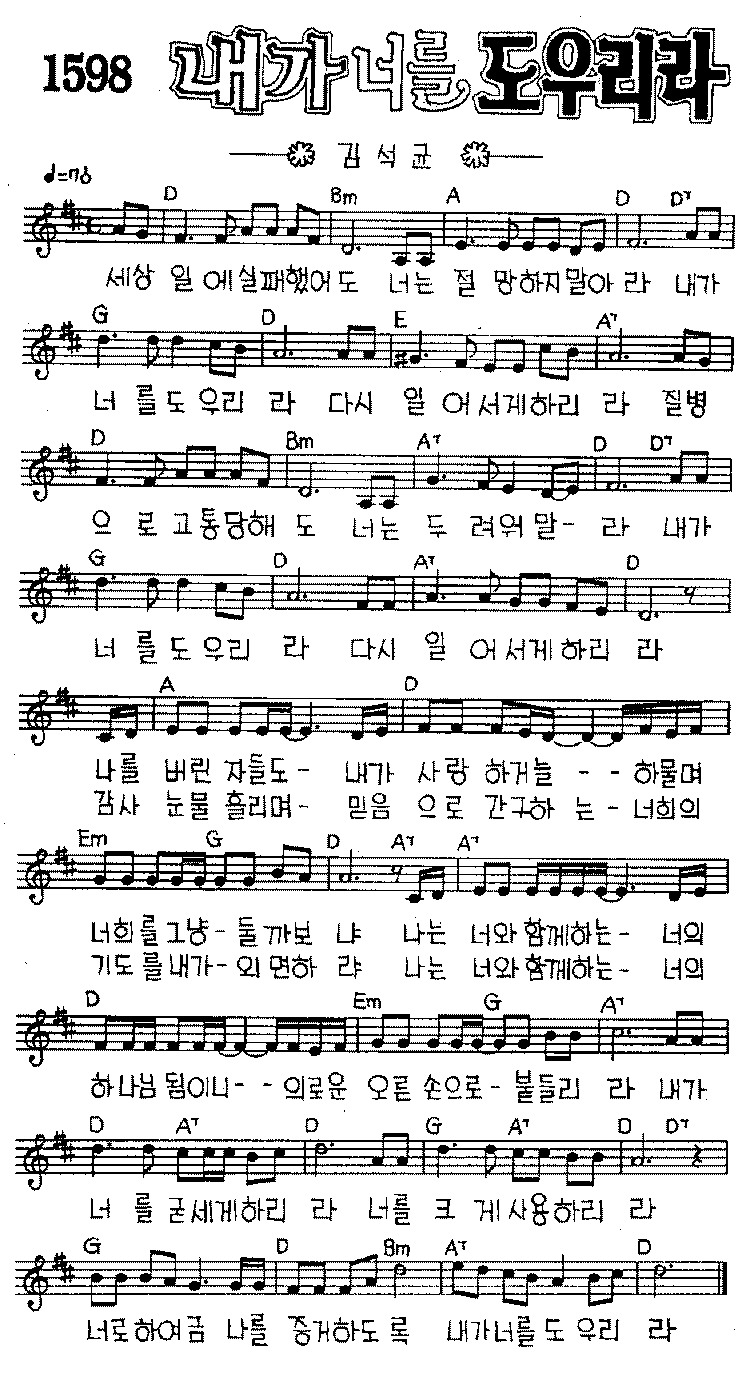 1598 내가 너를 도우리라
김석균
♩=78
D Bm A D D7
세상 일 에실패했어도 너는 절 망하지말아 라 내가
G D E A7
너 를도 우리 라 다시 일 어서게하리 라 질병
D Bm A7 D D7
으 로고통당해 도 너는 두 려워 말- 라 내가
G D A7 D
너 를도 우리 라 다시 일 어서게하리 라
A D
나를 버린 자들도- 내가 사랑 하거늘 - - 하물며
감사 눈물 흘리며- 믿음 으로 간구하 는- 너희의
Em G D A7 A7
너희를그냥- 둘까보 냐 나는 너와함께하는- 너의
기도를내가-외면하 랴 나는 너와함께하는- 너의
D Em G A7
하나님 됨이니- -의로운 오른 손으로- 붙들리 라 내가
D A7 D G A7 D D7
너 를 굳세게하리 라 너를 크 게사용하리 라
G D Bm A7 D
너로하여금 나를 증거하도 록 내가너를 도우리 라